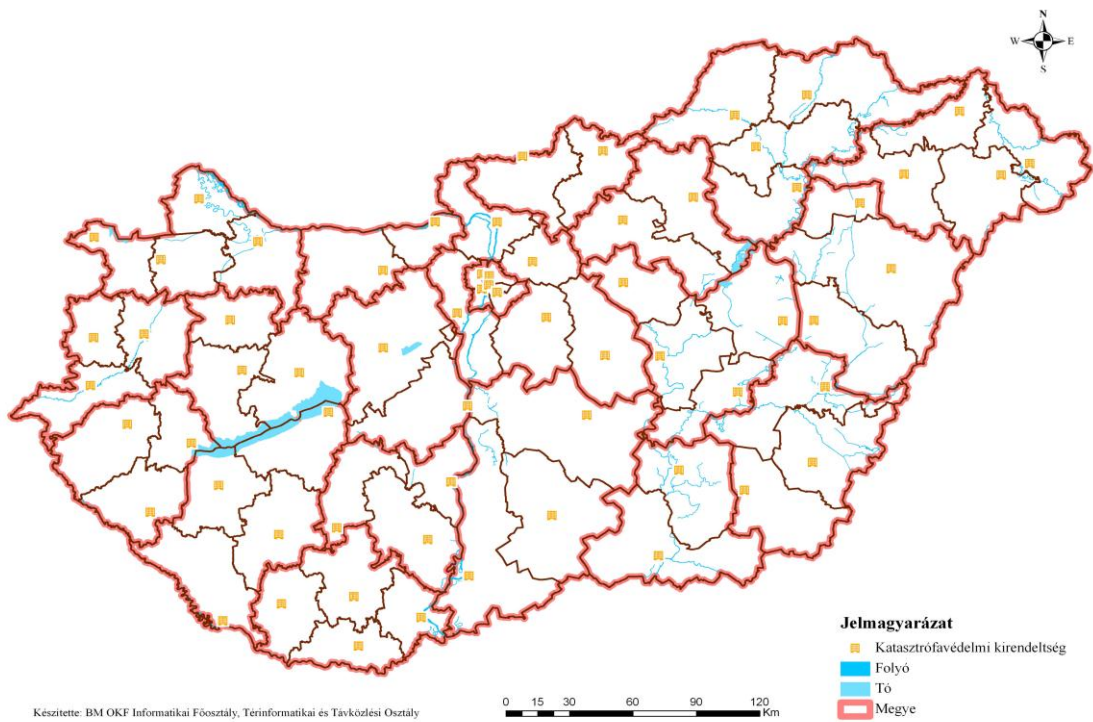 N
W E
S
Jelmagyarázat
Katasztrófavédelmi kirendeltség
Folyó
Tó
Megye
Készítette: BM OKF Informatikai Főosztály, Térinformatikai és Távközlési Osztály
0 15 30 60 90 120
Km